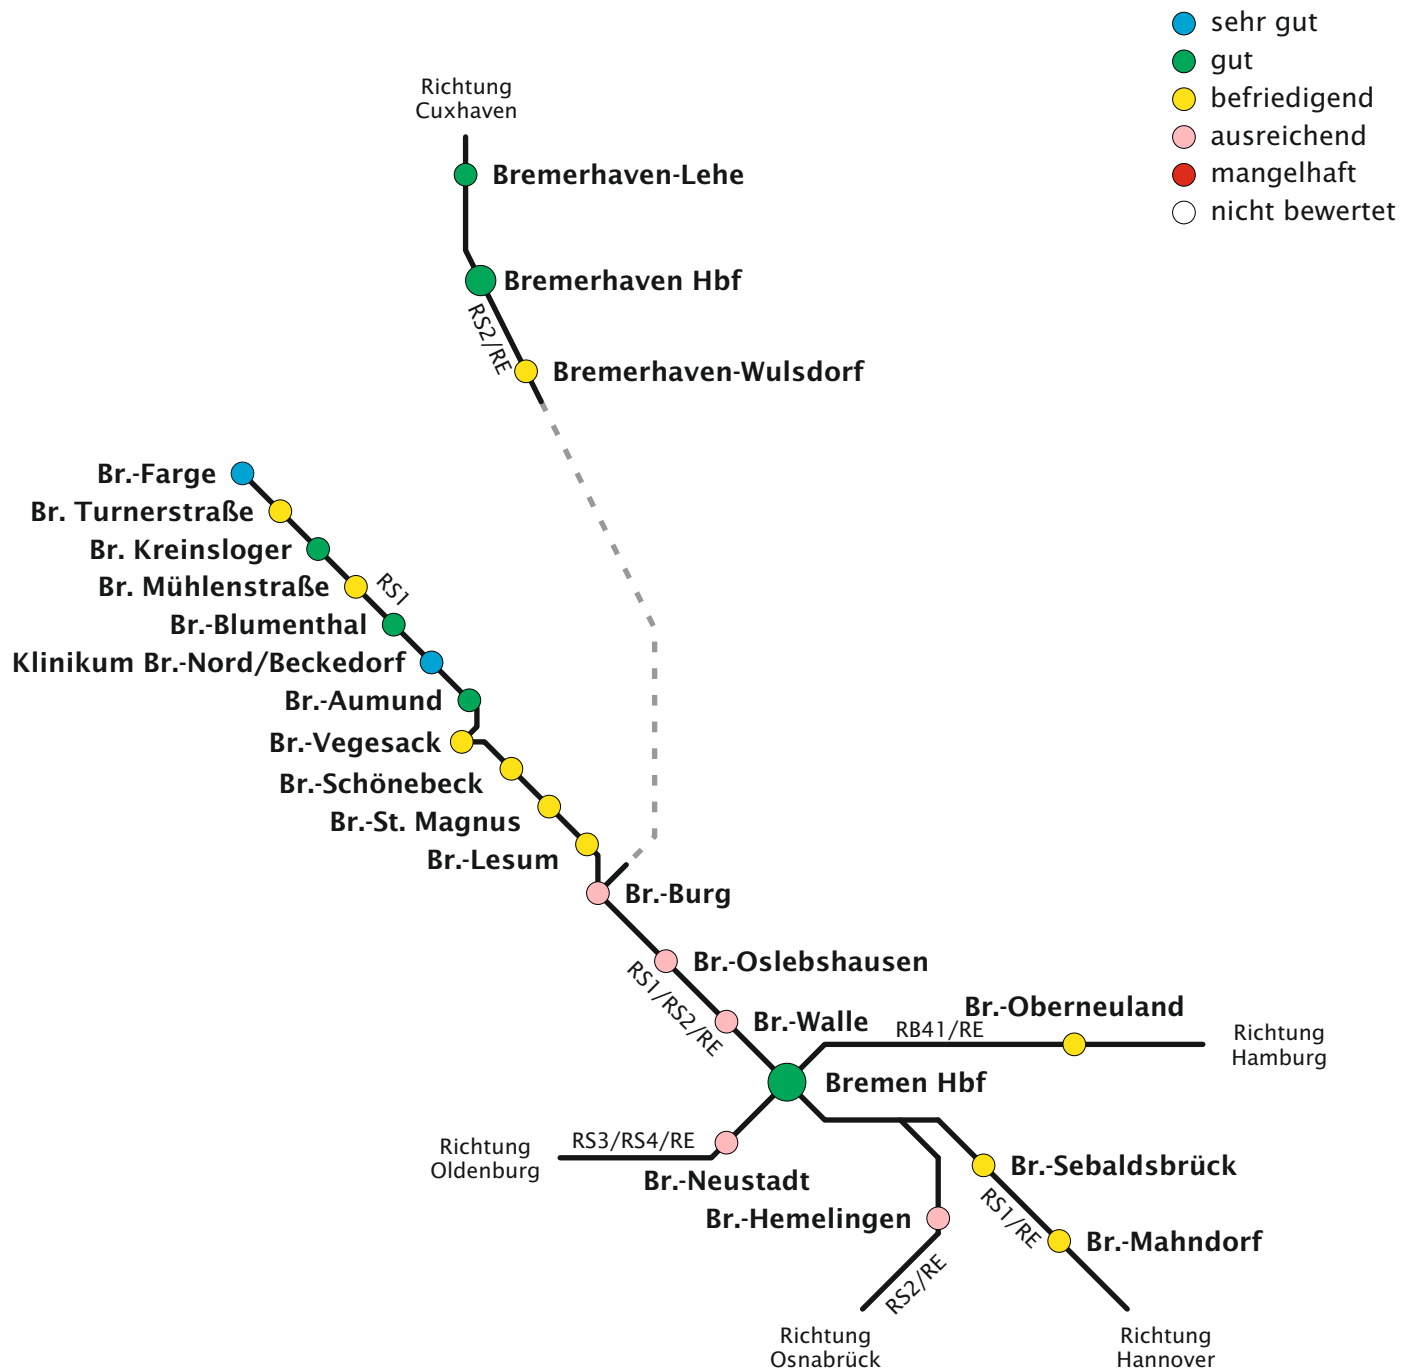 sehr gut
gut
befriedigend
ausreichend
mangelhaft
nicht bewertet
Richtung
Cuxhaven
Bremerhaven-Lehe
Bremerhaven Hbf
RS2/RE
Bremerhaven-Wulsdorf
Br.-Farge
Br. Turnerstraße
Br. Kreinsloger
Br. Mühlenstraße
RS1
Br.-Blumenthal
Klinikum Br.-Nord/Beckedorf
Br.-Aumund
Br.-Vegesack
Br.-Schönebeck
Br.-St. Magnus
Br.-Lesum
Br.-Burg
Br.-Oslebshausen
RS1/RS2/RE
Br.-Walle
Br.-Oberneuland
RB41/RE
Richtung
Hamburg
Bremen Hbf
RS3/RS4/RE
Richtung
Oldenburg
Br.-Neustadt
Br.-Sebaldsbrück
Br.-Hemelingen
RS1/RE
Br.-Mahndorf
RS2/RE
Richtung
Osnabrück
Richtung
Hannover